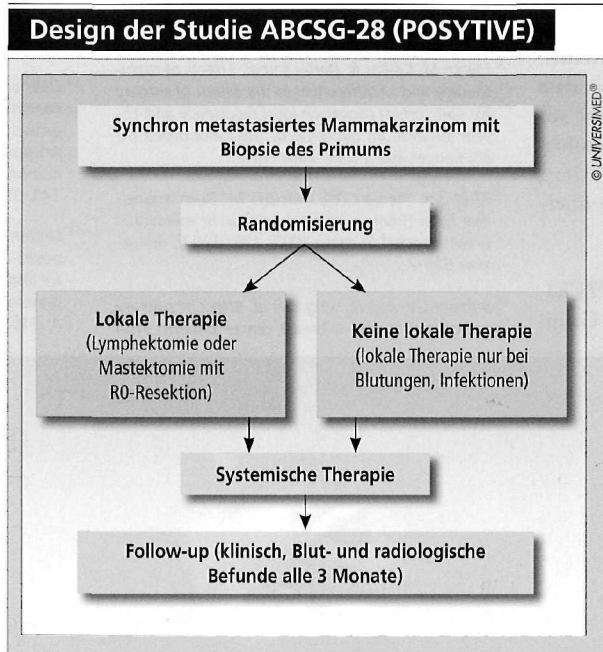 Design der Studie ABCSG-28 (POSYTIVE)
© UNIVERSIMED®
Synchron metastasiertes Mammakarzinom mit
Biopsie des Primums
Randomisierung
Lokale Therapie
(Lymphektomie oder
Mastektomie mit
R0-Resektion)
Keine lokale Therapie
(lokale Therapie nur bei
Blutungen, Infektionen)
Systemische Therapie
Follow-up (klinisch, Blut- und radiologische
Befunde alle 3 Monate)